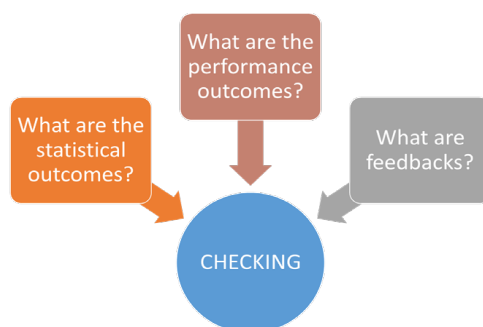 What are the
performance
outcomes?
What are the
statistical
outcomes?
What are
feedbacks?
CHECKING